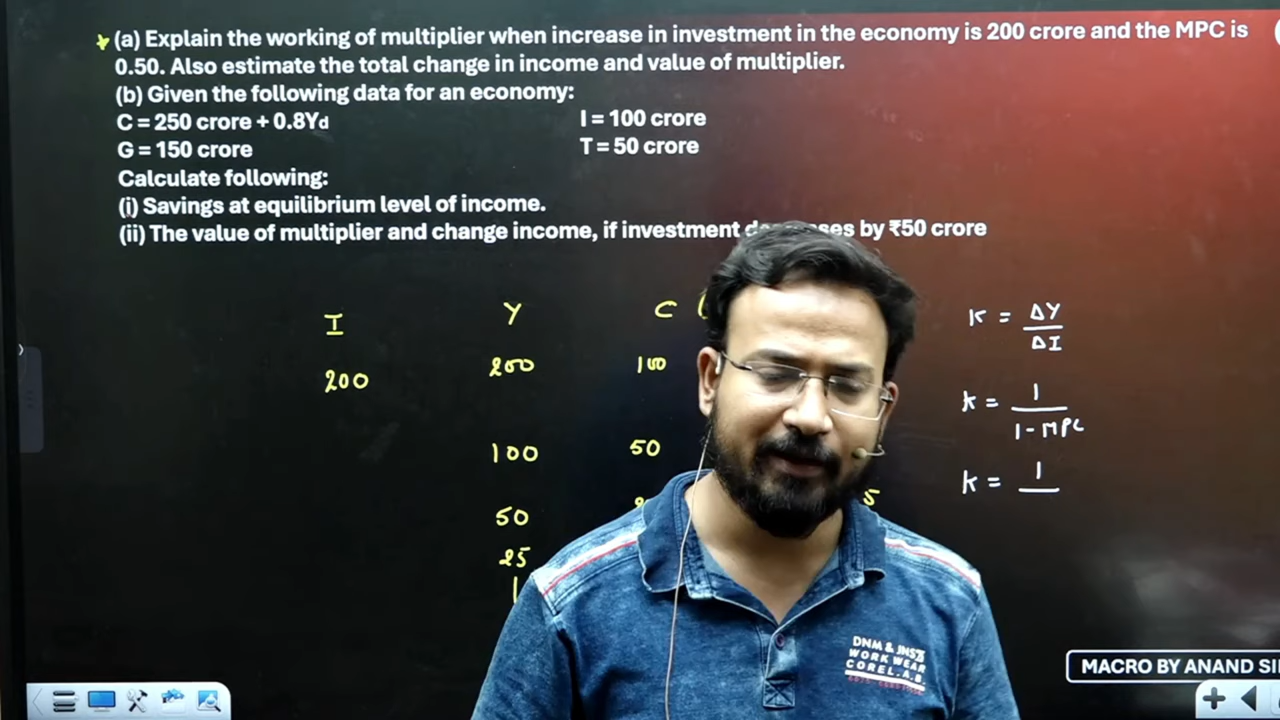 (a) Explain the working of multiplier when increase in investment in the economy is 200 crore and the MPC is
0.50. Also estimate the total change in income and value of multiplier.
(b) Given the following data for an economy:
C = 250 crore + 0.8Yd I = 100 crore
G = 150 crore T = 50 crore
Calculate following:
(i) Savings at equilibrium level of income.
(ii) The value of multiplier and change income, if investment by ₹50 crore
I Y C
200 200 100
100 50
50
25
5
K = ΔY / ΔI
k = 1 / 1 - MPC
k = 1
DNM & JNS
WORK WEAR
COREL.A.B.
MACRO BY ANAND